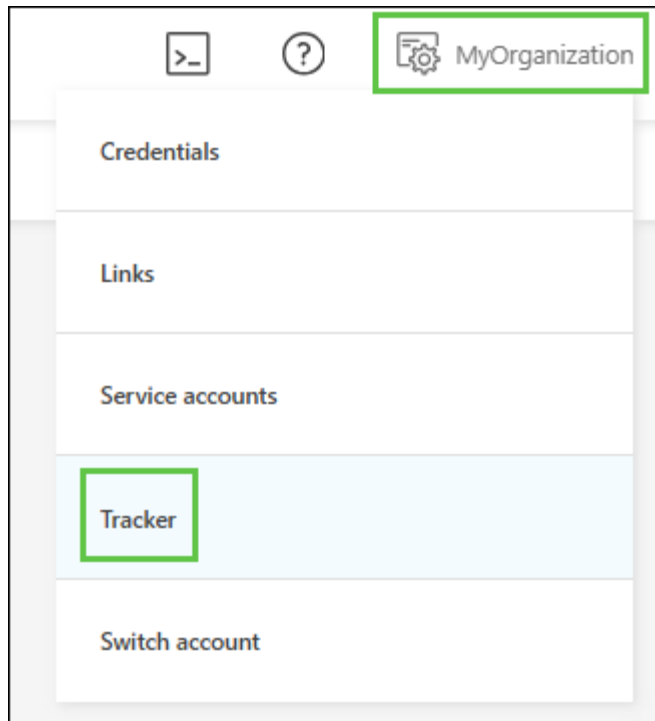 MyOrganization
Credentials
Links
Service accounts
Tracker
Switch account